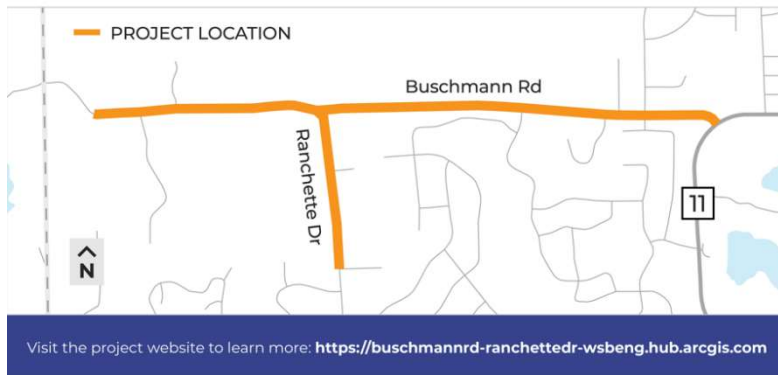 PROJECT LOCATION
Buschmann Rd
Ranchette Dr
11
N
Visit the project website to learn more: https://buschmannrd-ranchettedr-wsbeng.hub.arcgis.com